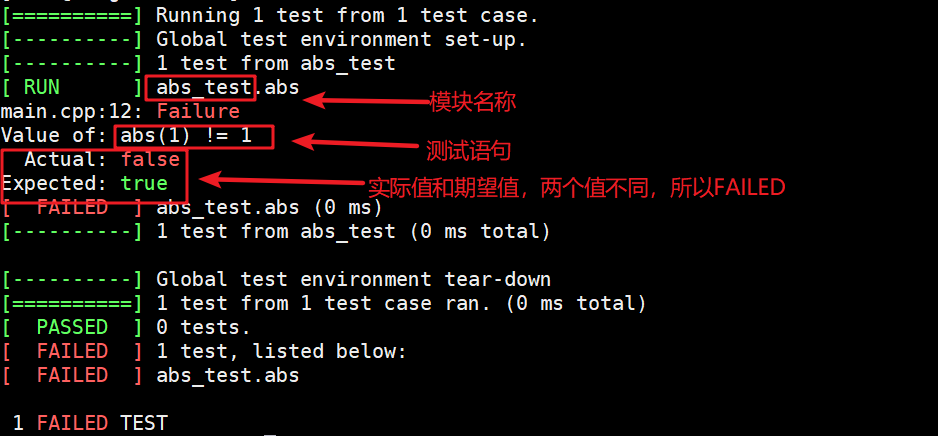 [==========] Running 1 test from 1 test case.
[----------] Global test environment set-up.
[----------] 1 test from abs_test
[ RUN      ] abs_test.abs
模块名称
main.cpp:12: Failure
Value of: abs(1) != 1
测试语句
  Actual: false
Expected: true
实际值和期望值，两个值不同，所以FAILED
[  FAILED  ] abs_test.abs (0 ms)
[----------] 1 test from abs_test (0 ms total)
[----------] Global test environment tear-down
[==========] 1 test from 1 test case ran. (0 ms total)
[  PASSED  ] 0 tests.
[  FAILED  ] 1 test, listed below:
[  FAILED  ] abs_test.abs
 1 FAILED TEST